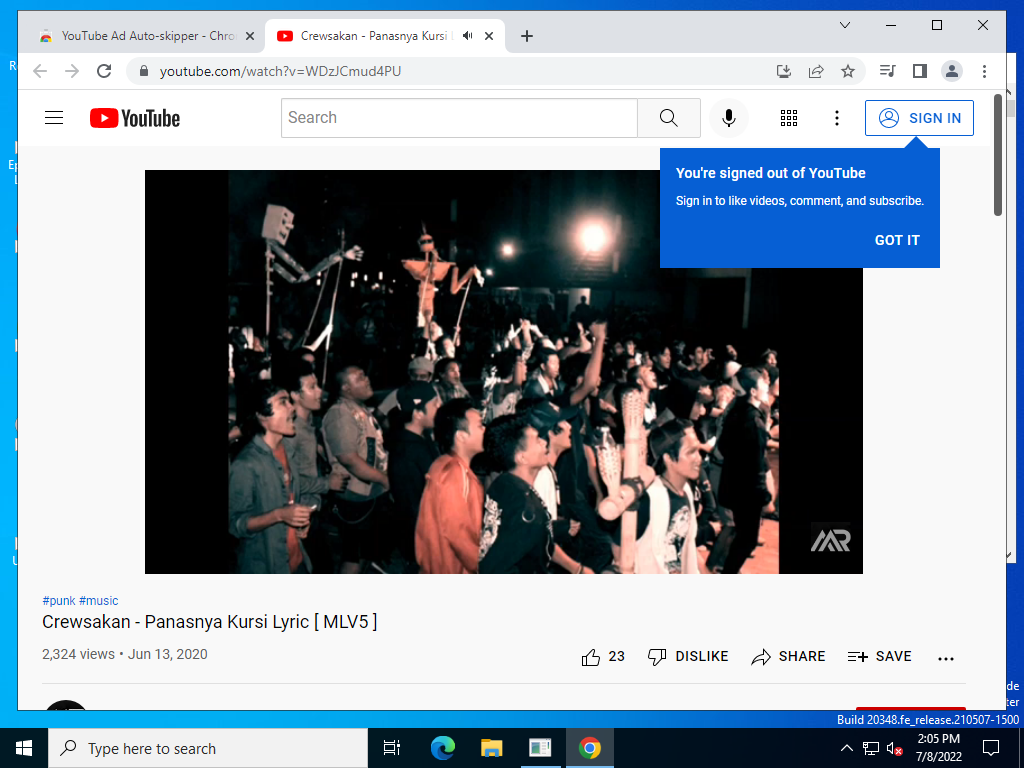 YouTube Ad Auto-skipper - Chro
Crewsakan - Panasnya Kursi
youtube.com/watch?v=WDzJCmud4PU
YouTube
Search
SIGN IN
You're signed out of YouTube
Sign in to like videos, comment, and subscribe.
GOT IT
MR
#punk #music
Crewsakan - Panasnya Kursi Lyric [ MLV5 ]
2,324 views • Jun 13, 2020
23
DISLIKE
SHARE
SAVE
Build 20348.fe_release.210507-1500
Type here to search
2:05 PM
7/8/2022